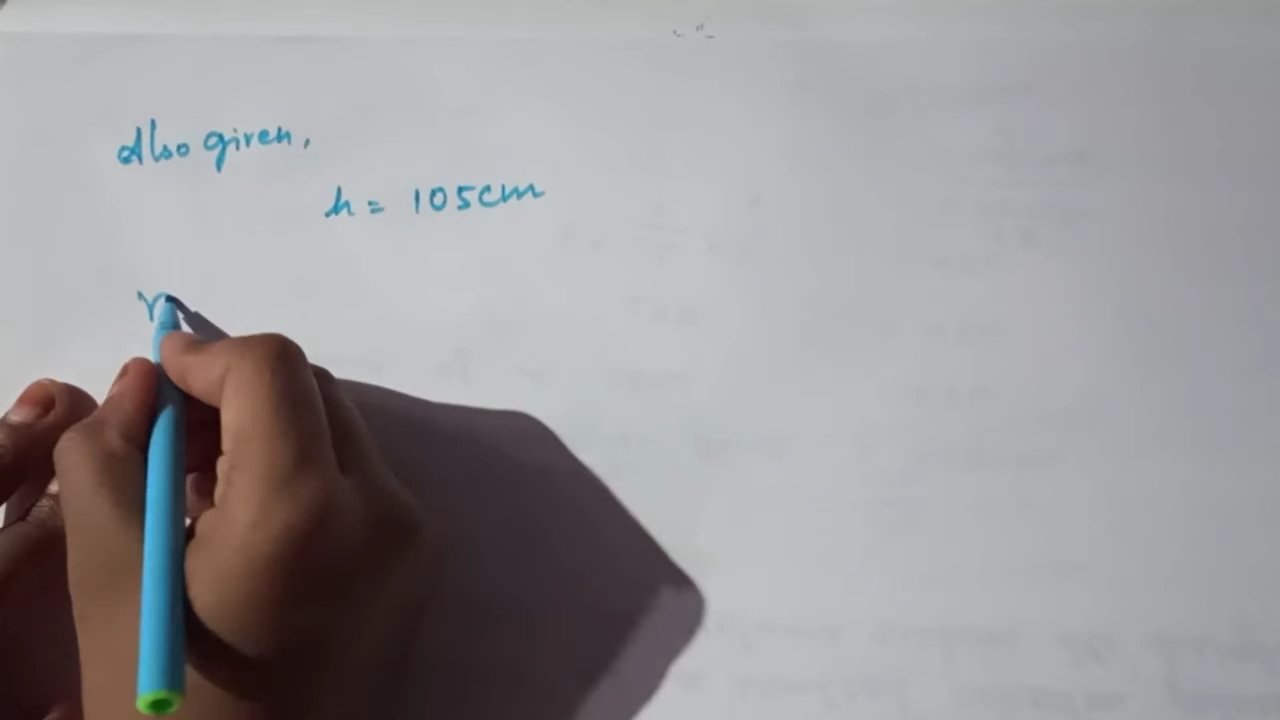 Also given,
h = 105cm